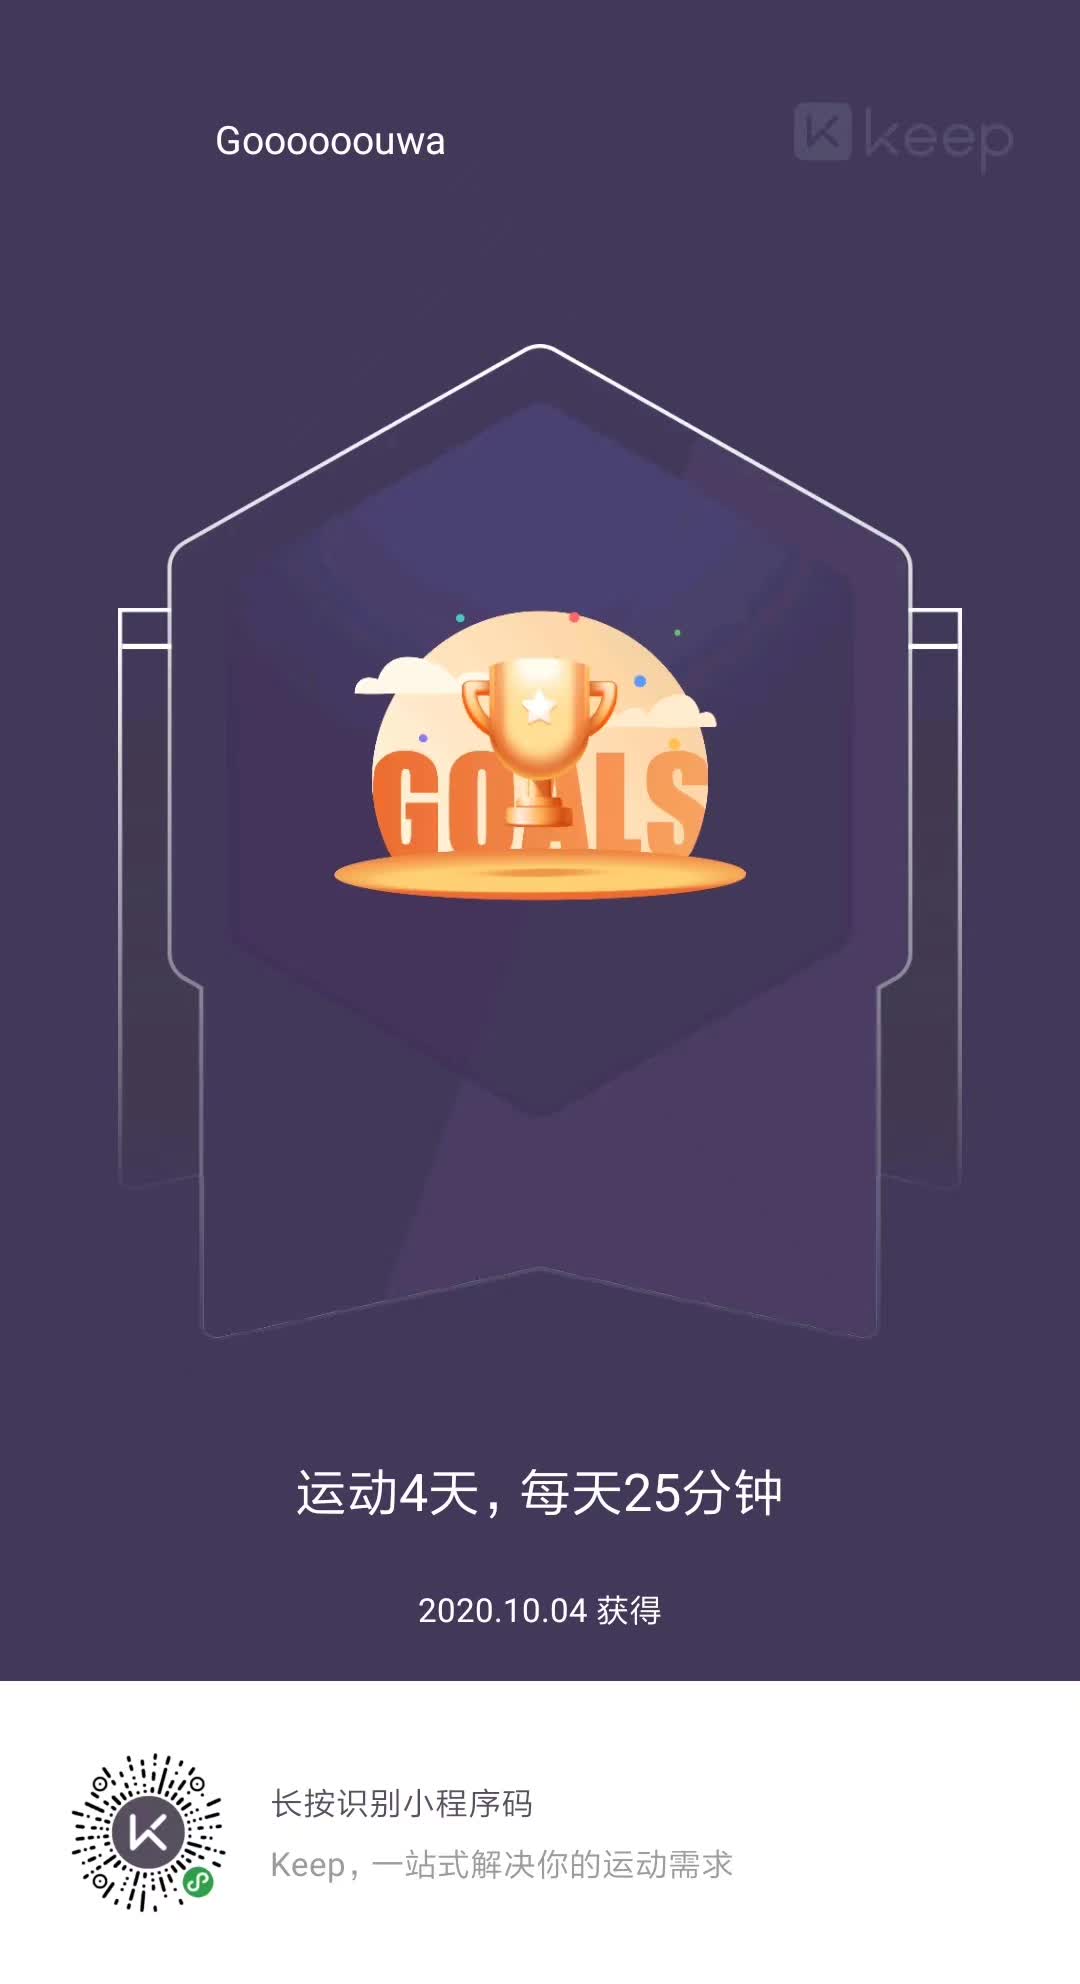 Goooooouwa
keep
GOALS
运动4天，每天25分钟
2020.10.04 获得
长按识别小程序码
Keep，一站式解决你的运动需求